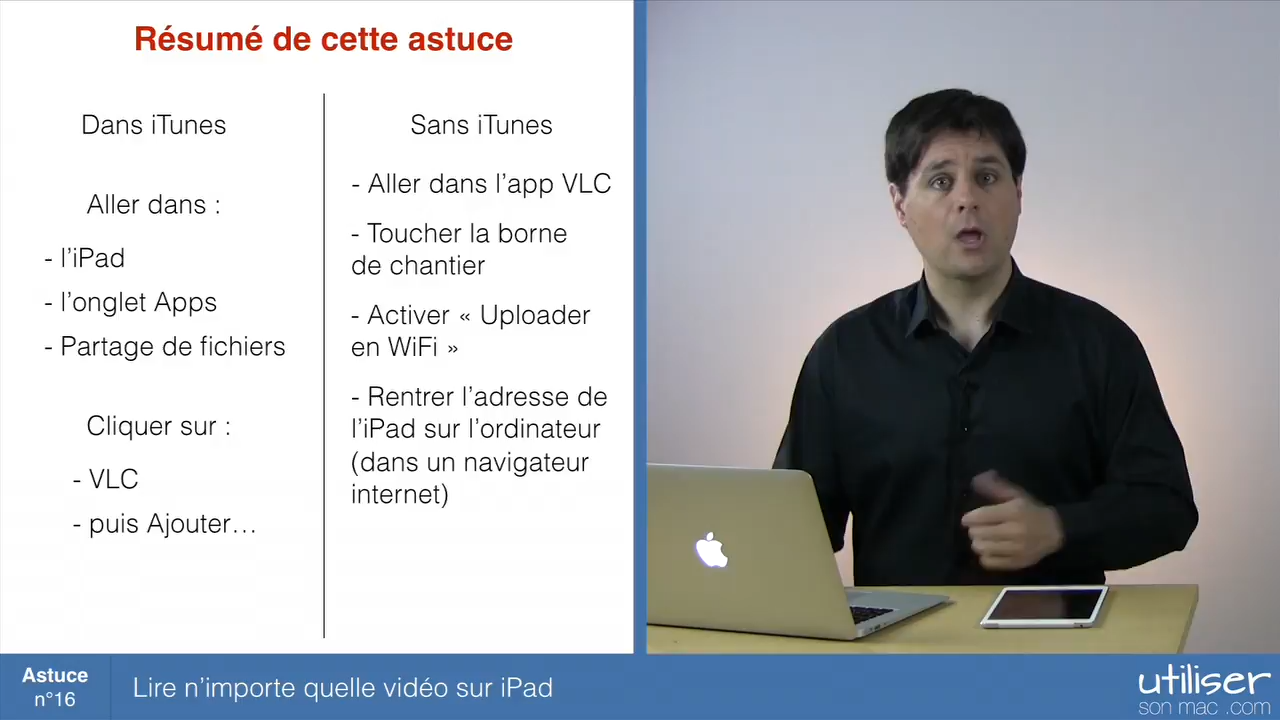 Résumé de cette astuce
Dans iTunes
Aller dans :
- l’iPad
- l’onglet Apps
- Partage de fichiers
Cliquer sur :
- VLC
- puis Ajouter…
Sans iTunes
- Aller dans l’app VLC
- Toucher la borne
de chantier
- Activer « Uploader
en WiFi »
- Rentrer l’adresse de
l’iPad sur l’ordinateur
(dans un navigateur
internet)
Astuce
n°16
Lire n’importe quelle vidéo sur iPad
utiliser
son mac .com